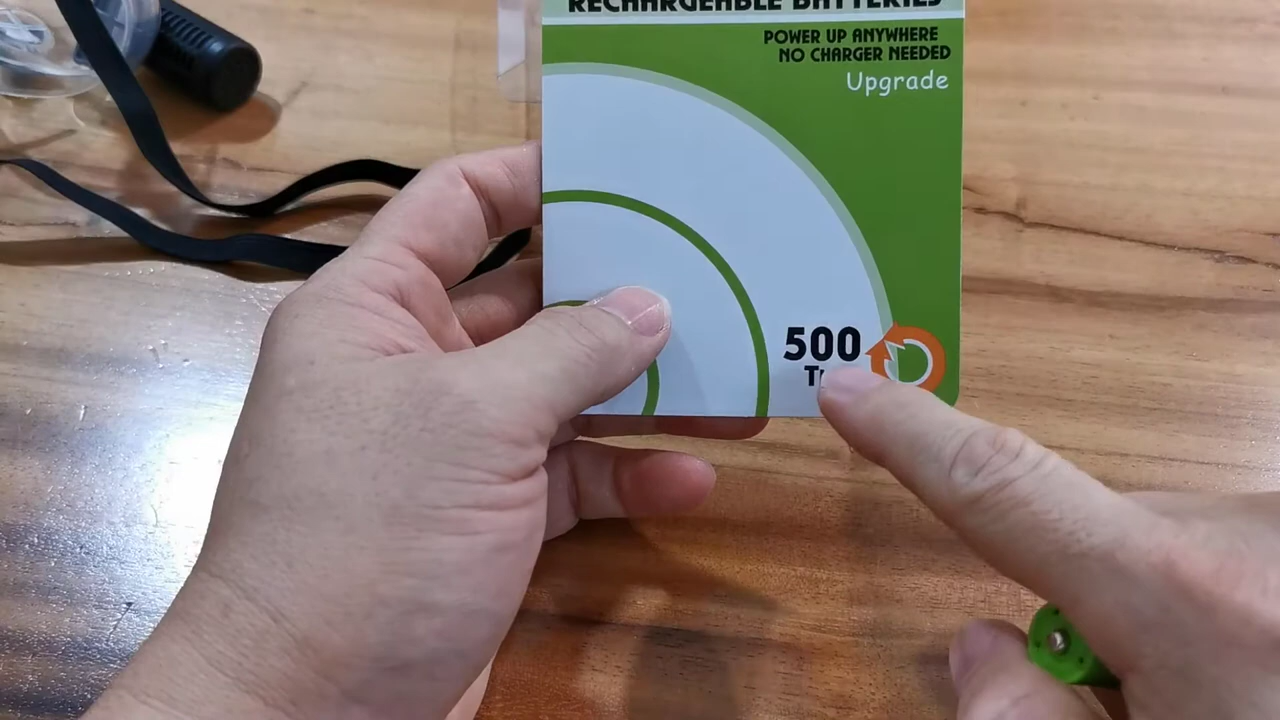 RECHARGEABLE BATTERIES
POWER UP ANYWHERE
NO CHARGER NEEDED
Upgrade
500